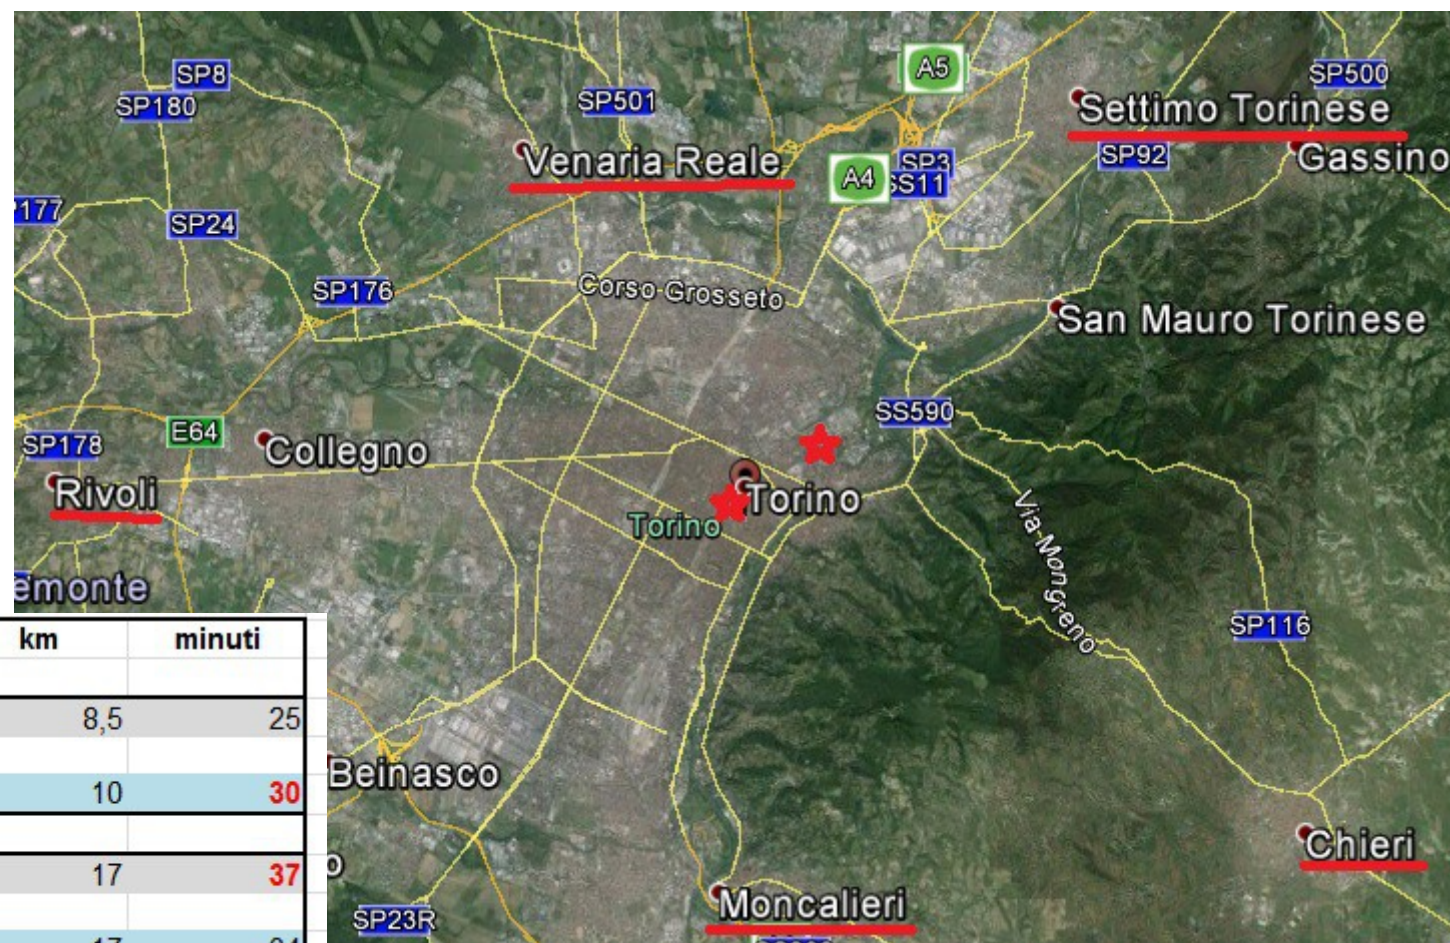 SP8
SP180
SP501
A5
SP500
Settimo Torinese
Venaria Reale
SP3
SP92
Gassino
A4
SS11
SP24
SP176
Corso Grosseto
San Mauro Torinese
SS590
E64
SP178
Collegno
Rivoli
Torino
Torino
Via Mongreno
SP116
km minuti
8,5 25
10 30
17 37
Beinasco
Chieri
Moncalieri
SP23R